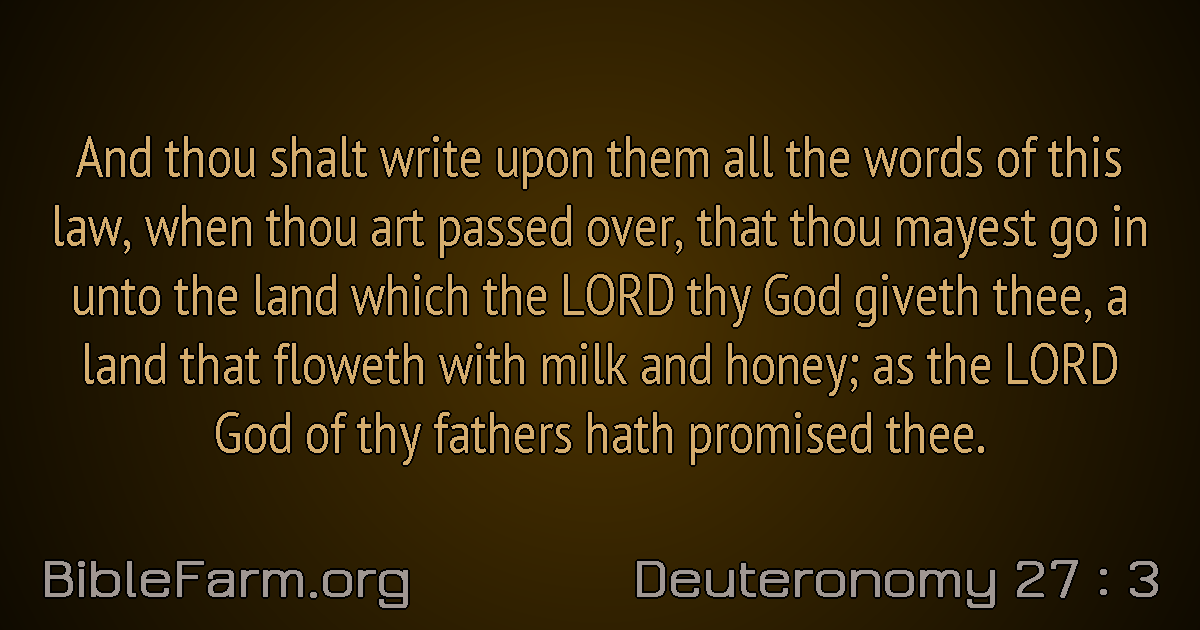 And thou shalt write upon them all the words of this
law, when thou art passed over, that thou mayest go in
unto the land which the LORD thy God giveth thee, a
land that floweth with milk and honey; as the LORD
God of thy fathers hath promised thee.
BibleFarm.org
Deuteronomy 27 : 3